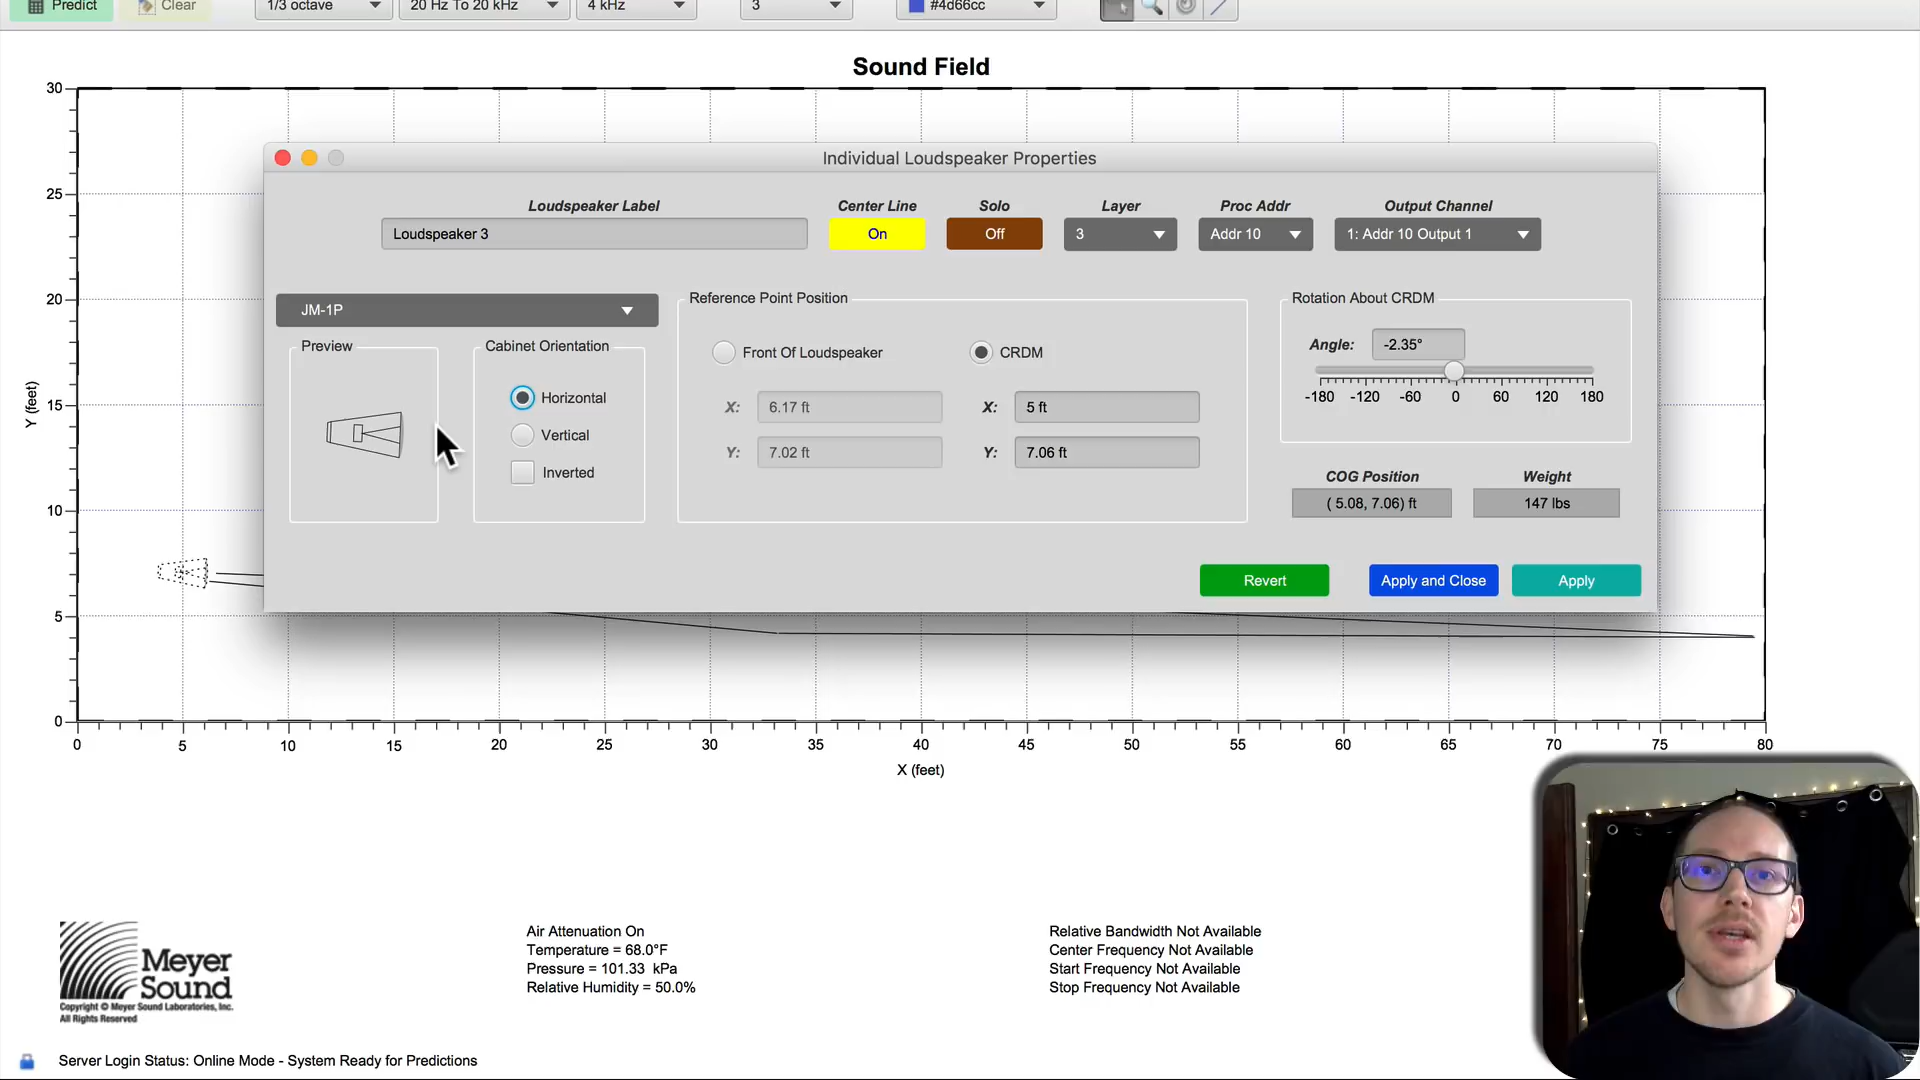 Predict
Clear
1/3 octave
20 Hz To 20 kHz
4 kHz
3
#4d66cc
Sound Field
30
25
20
15
10
5
0
Y (feet)
0 5 10 15 20 25 30 35 40 45 50 55 60 65 70 75 80
X (feet)
Individual Loudspeaker Properties
Loudspeaker Label
Loudspeaker 3
Center Line
On
Solo
Off
Layer
3
Proc Addr
Addr 10
Output Channel
1: Addr 10 Output 1
JM-1P
Preview
Cabinet Orientation
Horizontal
Vertical
Inverted
Reference Point Position
Front Of Loudspeaker
X: 6.17 ft
Y: 7.02 ft
CRDM
X: 5 ft
Y: 7.06 ft
Rotation About CRDM
Angle: -2.35°
-180 -120 -60 0 60 120 180
COG Position
( 5.08, 7.06) ft
Weight
147 lbs
Revert
Apply and Close
Apply
Meyer
Sound
Copyright © Meyer Sound Laboratories, Inc.
All Rights Reserved
Air Attenuation On
Temperature = 68.0°F
Pressure = 101.33 kPa
Relative Humidity = 50.0%
Relative Bandwidth Not Available
Center Frequency Not Available
Start Frequency Not Available
Stop Frequency Not Available
Server Login Status: Online Mode - System Ready for Predictions